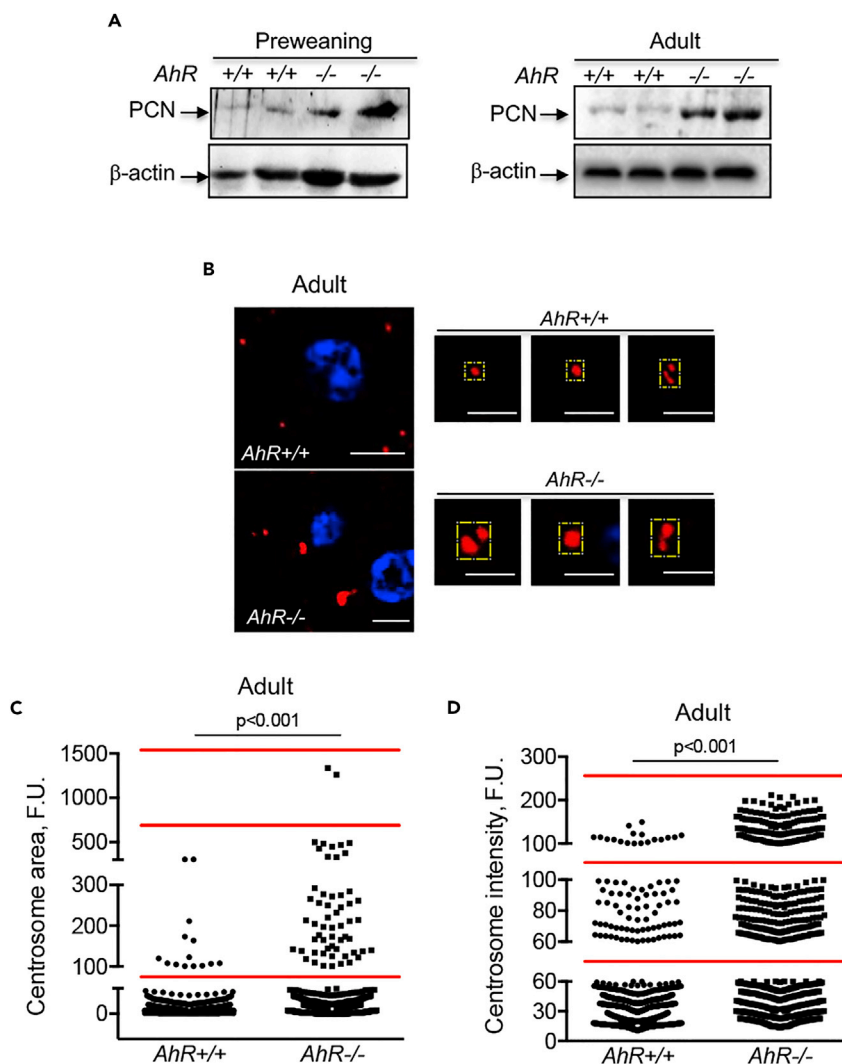 A
Preweaning
AhR +/+ +/+ -/- -/-
PCN
β-actin
Adult
AhR +/+ +/+ -/- -/-
PCN
β-actin
B
Adult
AhR+/+
AhR-/-
AhR+/+
AhR-/-
C
Adult
p<0.001
Centrosome area, F.U.
1500
1000
500
300
200
100
0
AhR+/+ AhR-/-
D
Adult
p<0.001
Centrosome intensity, F.U.
300
200
100
100
80
60
60
30
0
AhR+/+ AhR-/-